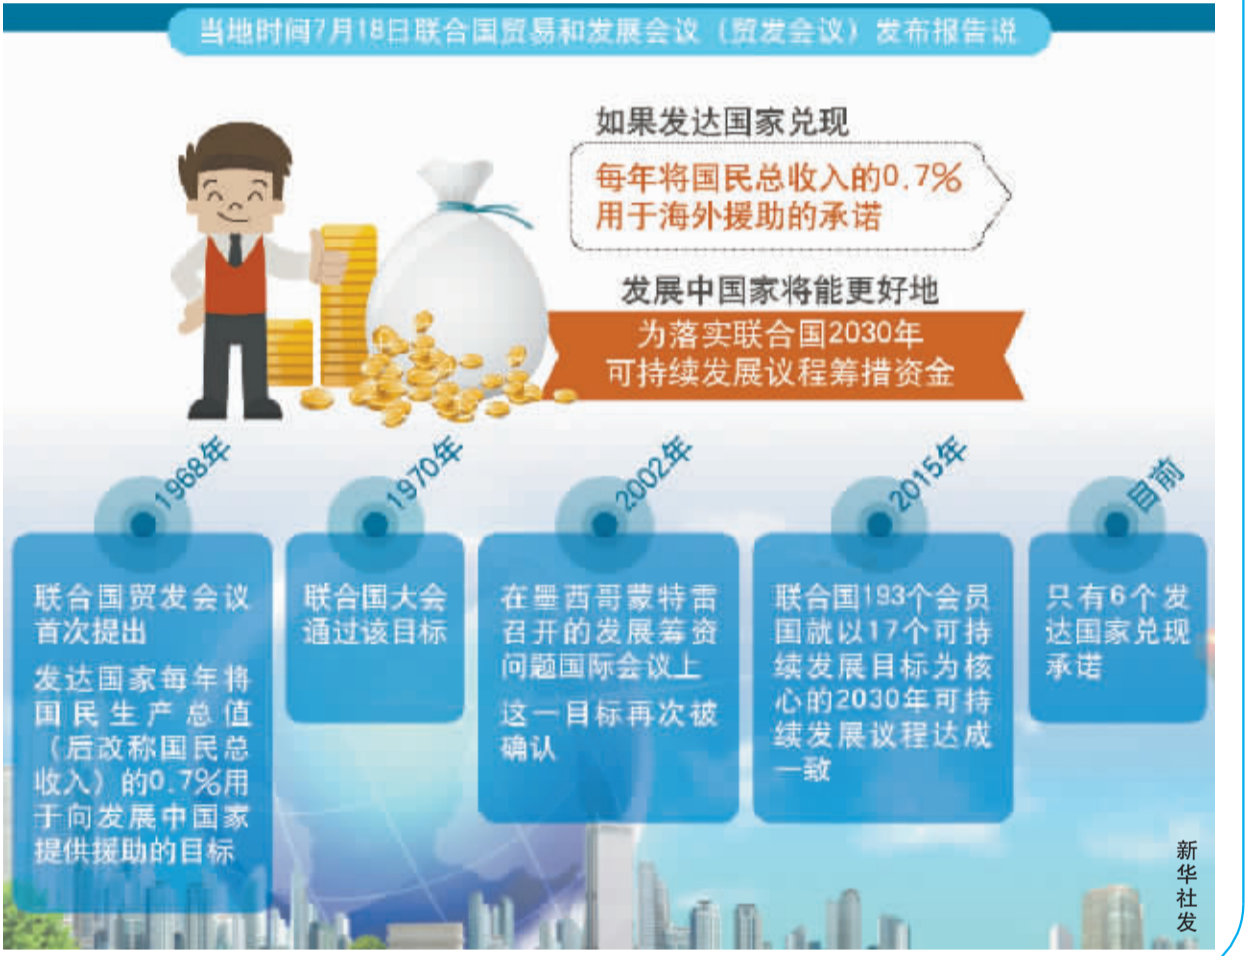 当地时间7月18日联合国贸易和发展会议（贸发会议）发布报告说
如果发达国家兑现
每年将国民总收入的0.7%
用于海外援助的承诺
发展中国家将能更好地
为落实联合国2030年
可持续发展议程筹措资金
1968年
联合国贸发会议
首次提出
发达国家每年将
国民生产总值
（后改称国民总
收入）的0.7%用
于向发展中国家
提供援助的目标
1970年
联合国大会
通过该目标
2002年
在墨西哥蒙特雷
召开的发展筹资
问题国际会议上
这一目标再次被
确认
2015年
联合国193个会员
国就以17个可持
续发展目标为核
心的2030年可持
续发展议程达成
一致
目前
只有6个发
达国家兑现
承诺
新华社发